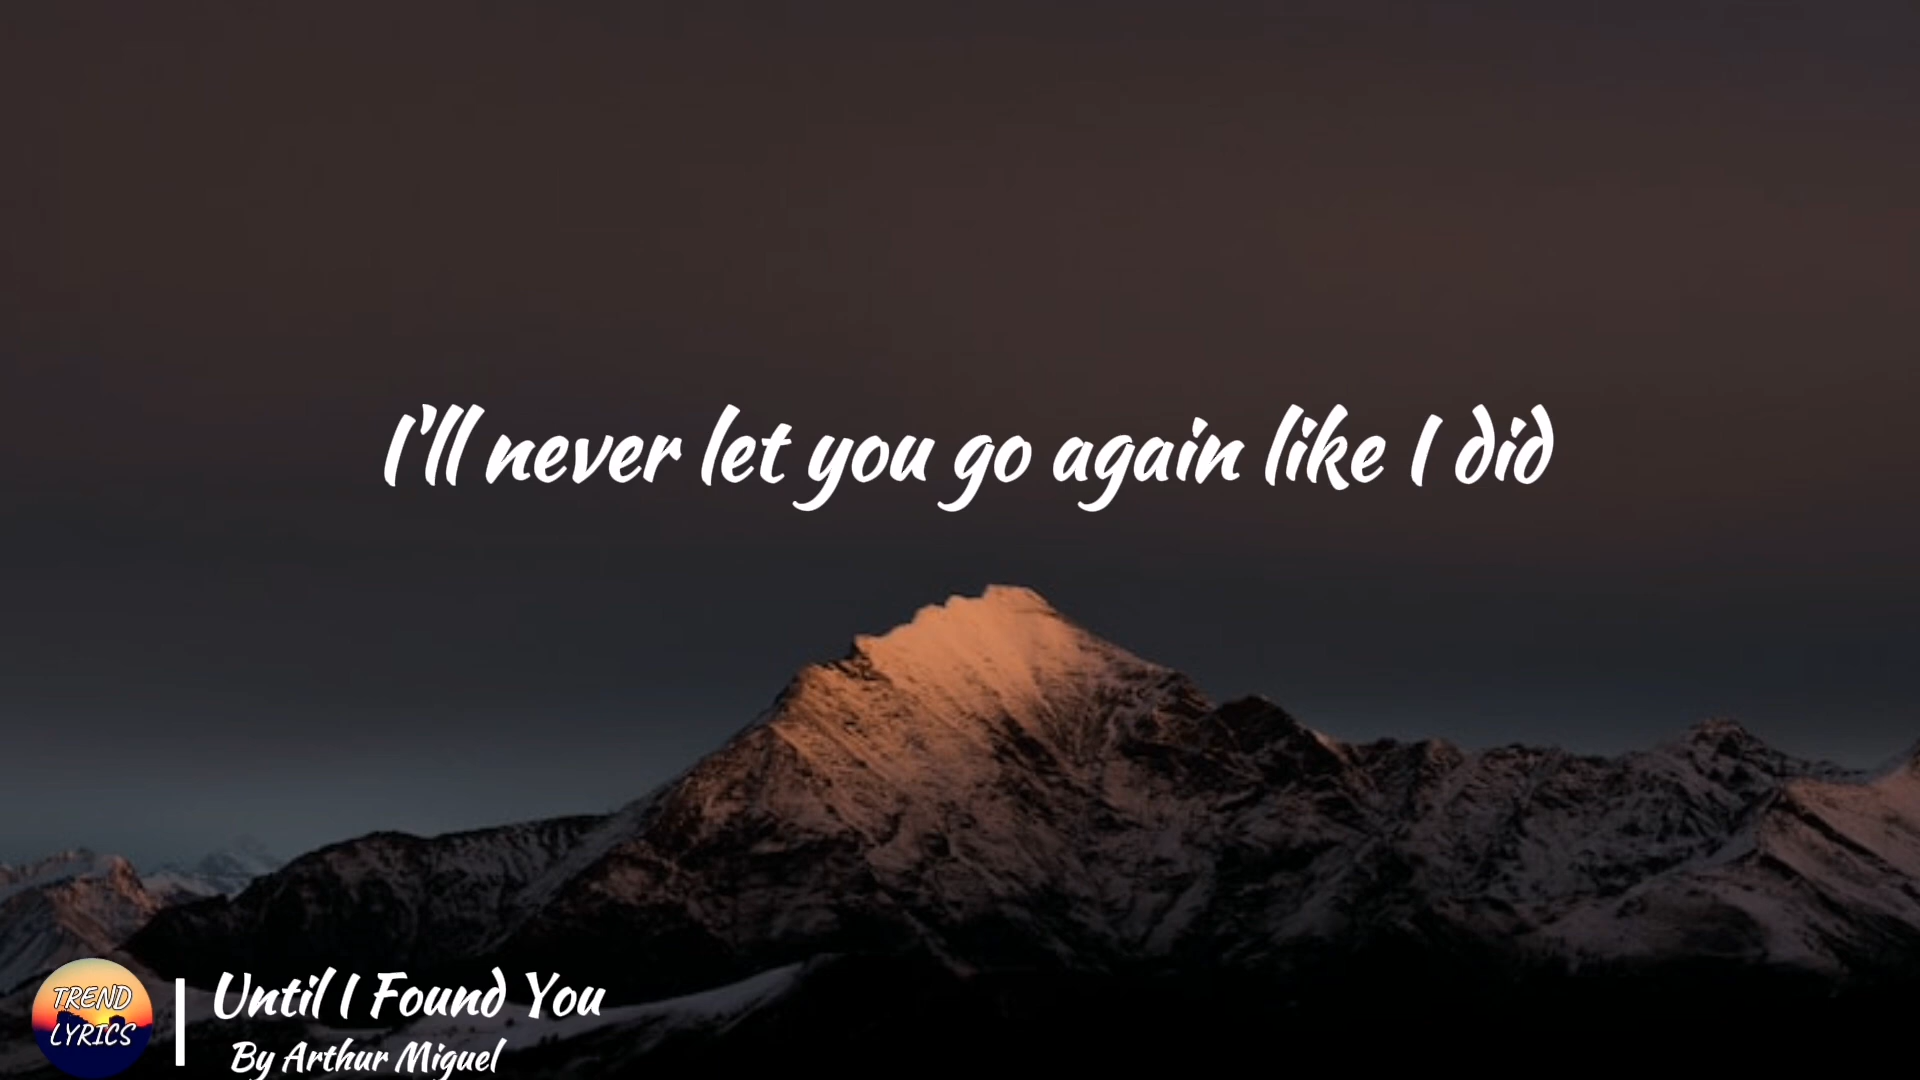 I'll never let you go again like I did
TREND
LYRICS
Until I Found You
By Arthur Miguel